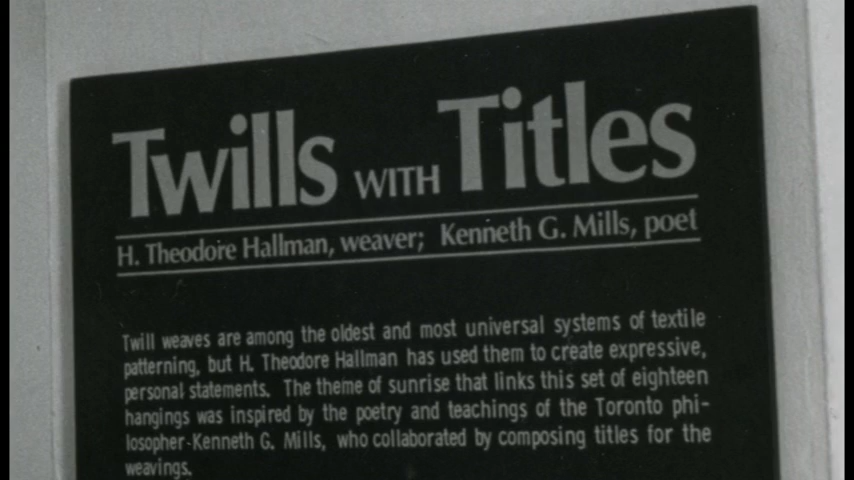 Twills WITH Titles
H. Theodore Hallman, weaver; Kenneth G. Mills, poet
Twill weaves are among the oldest and most universal systems of textile
patterning, but H. Theodore Hallman has used them to create expressive,
personal statements. The theme of sunrise that links this set of eighteen
hangings was inspired by the poetry and teachings of the Toronto phi-
losopher-Kenneth G. Mills, who collaborated by composing titles for the
weavings.